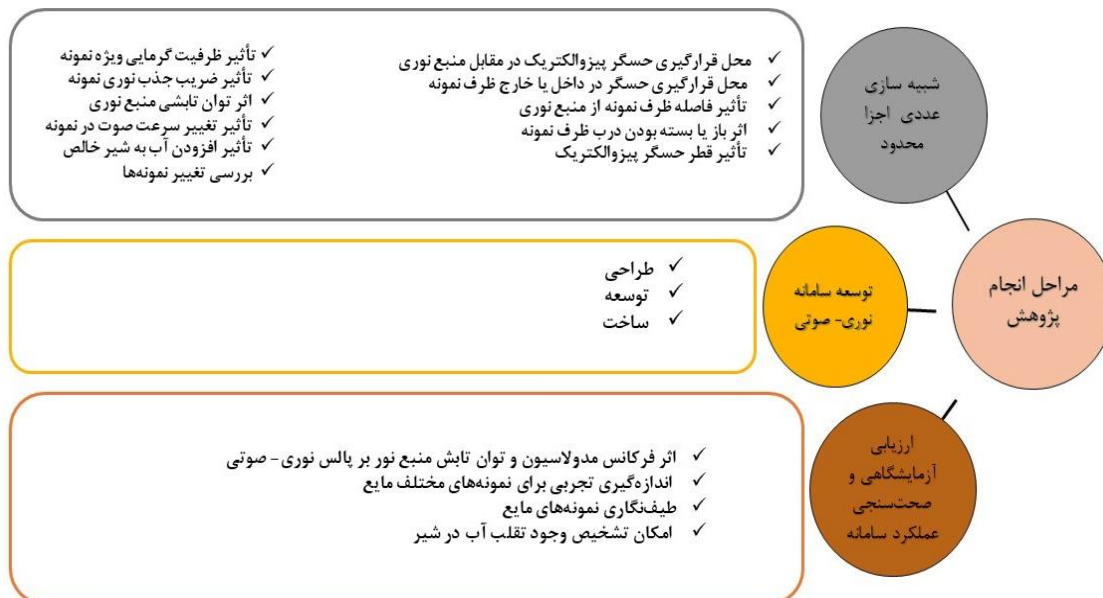 مراحل انجام
پژوهش
شبیه سازی
عددی اجزا
محدود
محل قرارگیری حسگر پیزوالکتریک در مقابل منبع نوری
محل قرارگیری حسگر در داخل یا خارج ظرف نمونه
تأثیر فاصله ظرف نمونه از منبع نوری
اثر باز یا بسته بودن درب ظرف نمونه
تأثیر قطر حسگر پیزوالکتریک
تأثیر ظرفیت گرمایی ویژه نمونه
تأثیر ضریب جذب نوری نمونه
اثر توان تابشی منبع نوری
تأثیر تغییر سرعت صوت در نمونه
تأثیر افزودن آب به شیر خالص
بررسی تغییر نمونه‌ها
توسعه سامانه
نوری- صوتی
طراحی
توسعه
ساخت
ارزیابی
آزمایشگاهی و
صحت‌سنجی
عملکرد سامانه
اثر فرکانس مدولاسیون و توان تابش منبع نور بر پالس نوری- صوتی
اندازه‌گیری تجربی برای نمونه‌های مختلف مایع
طیف‌نگاری نمونه‌های مایع
امکان تشخیص وجود تقلب آب در شیر